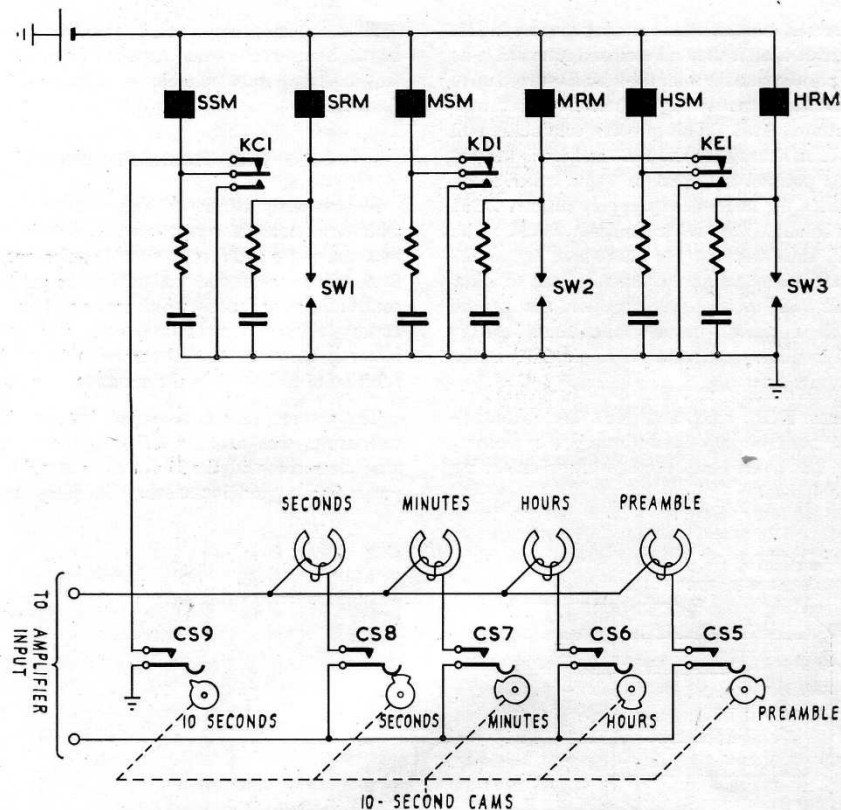 SSM SRM MSM MRM HSM HRM
KC1 KD1 KE1
SW1 SW2 SW3
SECONDS MINUTES HOURS PREAMBLE
TO AMPLIFIER
INPUT
CS9 CS8 CS7 CS6 CS5
10 SECONDS SECONDS MINUTES HOURS PREAMBLE
10-SECOND CAMS